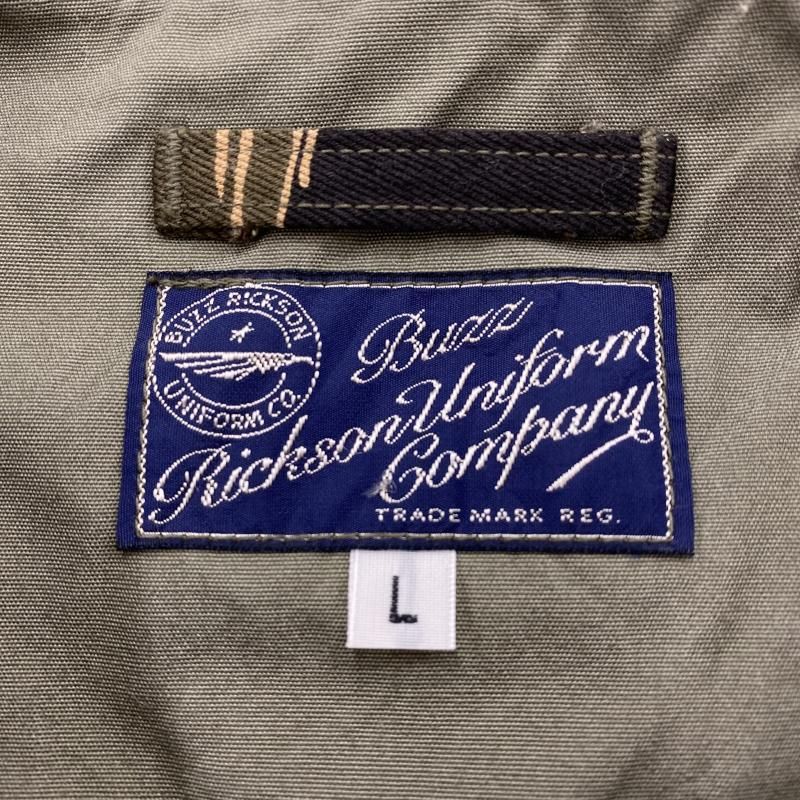 BUZZ RICKSON
UNIFORM CO.
Buzz
Rickson Uniform
Company
TRADE MARK REG.
L